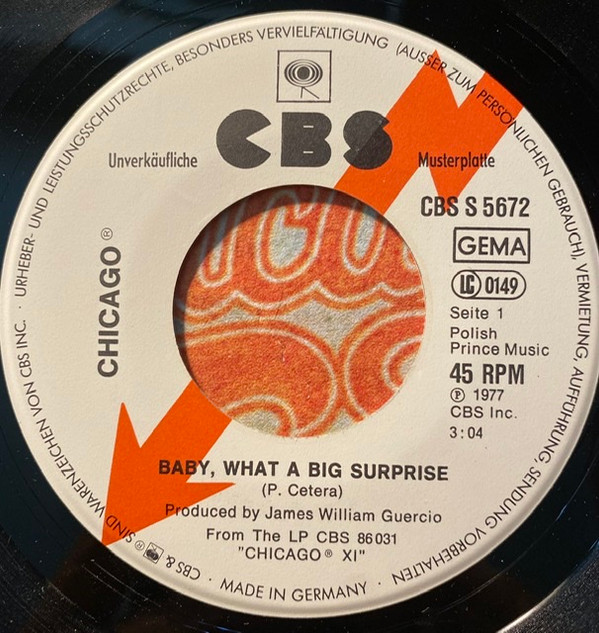 URHEBER- UND LEISTUNGSSCHUTZRECHTE, BESONDERS VERVIELFÄLTIGUNG (AUSSER ZUM PERSÖNLICHEN GEBRAUCH), VERMIETUNG, AUFFÜHRUNG, SENDUNG VORBEHALTEN
CBS
Unverkäufliche
Musterplatte
CBS S 5672
GEMA
LC 0149
Seite 1
Polish
Prince Music
45 RPM
Ⓟ 1977
CBS Inc.
3:04
CHICAGO®
BABY, WHAT A BIG SURPRISE
(P. Cetera)
Produced by James William Guercio
From The LP CBS 86031
"CHICAGO® XI"
· MADE IN GERMANY ·
CBS & ® SIND WARENZEICHEN VON CBS INC. ·